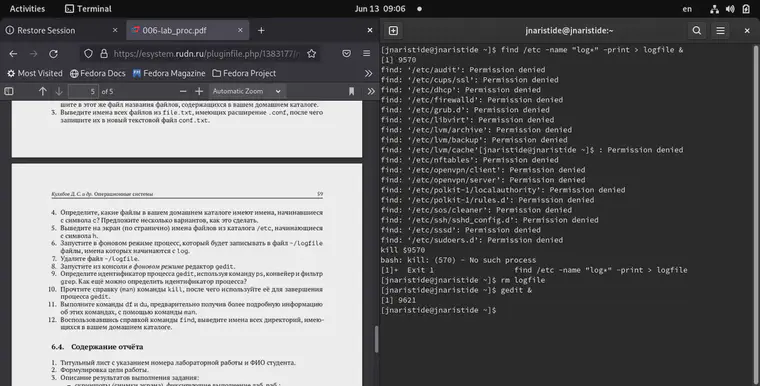 Activities
Terminal
Jun 13 09:06
en
Restore Session
006-lab_proc.pdf
https://esystem.rudn.ru/pluginfile.php/1383177/
Most Visited
Fedora Docs
Fedora Magazine
Fedora Project
5 of 5
Automatic Zoom
шите в этот же файл названия файлов, содержащихся в вашем домашнем каталоге.
3. Выведите имена всех файлов из file.txt, имеющих расширение .conf, после чего
запишите их в новый текстовой файл conf.txt.
Кулябов Д. С. и др. Операционные системы 59
4. Определите, какие файлы в вашем домашнем каталоге имеют имена, начинавшиеся
с символа c? Предложите несколько вариантов, как это сделать.
5. Выведите на экран (по странично) имена файлов из каталога /etc, начинающиеся
с символа h.
6. Запустите в фоновом режиме процесс, который будет записывать в файл ~/logfile
файлы, имена которых начинаются с log.
7. Удалите файл ~/logfile.
8. Запустите из консоли в фоновом режиме редактор gedit.
9. Определите идентификатор процесса gedit, используя команду ps, конвейер и фильтр
grep. Как ещё можно определить идентификатор процесса?
10. Прочтите справку (man) команды kill, после чего используйте её для завершения
процесса gedit.
11. Выполните команды df и du, предварительно получив более подробную информацию
об этих командах, с помощью команды man.
12. Воспользовавшись справкой команды find, выведите имена всех директорий, имею-
щихся в вашем домашнем каталоге.
6.4. Содержание отчёта
1. Титульный лист с указанием номера лабораторной работы и ФИО студента.
2. Формулировка цели работы.
3. Описание результатов выполнения задания:
jnaristide@jnaristide:~
[jnaristide@jnaristide ~]$ find /etc -name "log*" -print > logfile &
[1] 9570
find: '/etc/audit': Permission denied
find: '/etc/cups/ssl': Permission denied
find: '/etc/dhcp': Permission denied
find: '/etc/firewalld': Permission denied
find: '/etc/grub.d': Permission denied
find: '/etc/libvirt': Permission denied
find: '/etc/lvm/archive': Permission denied
find: '/etc/lvm/backup': Permission denied
find: '/etc/lvm/cache'[jnaristide@jnaristide ~]$ : Permission denied
find: '/etc/nftables': Permission denied
find: '/etc/openvpn/client': Permission denied
find: '/etc/openvpn/server': Permission denied
find: '/etc/polkit-1/localauthority': Permission denied
find: '/etc/polkit-1/rules.d': Permission denied
find: '/etc/sos/cleaner': Permission denied
find: '/etc/ssh/sshd_config.d': Permission denied
find: '/etc/sssd': Permission denied
find: '/etc/sudoers.d': Permission denied
kill $9570
bash: kill: (570) - No such process
[1]+ Exit 1 find /etc -name "log*" -print > logfile
[jnaristide@jnaristide ~]$ rm logfile
[jnaristide@jnaristide ~]$ gedit &
[1] 9621
[jnaristide@jnaristide ~]$